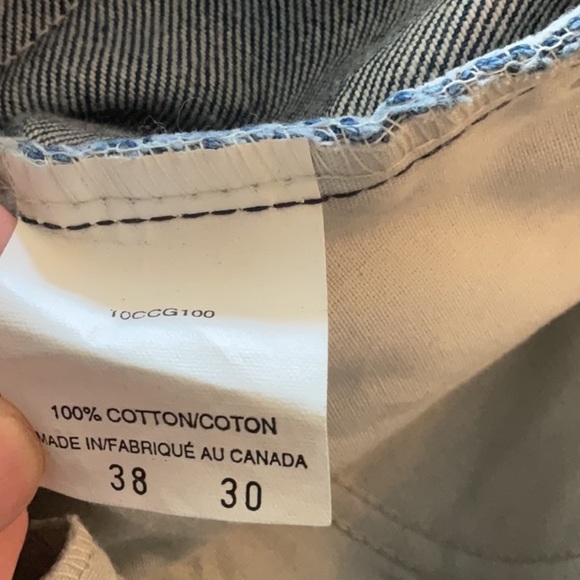 10CCG100
100% COTTON/COTON
MADE IN/FABRIQUÉ AU CANADA
38 30